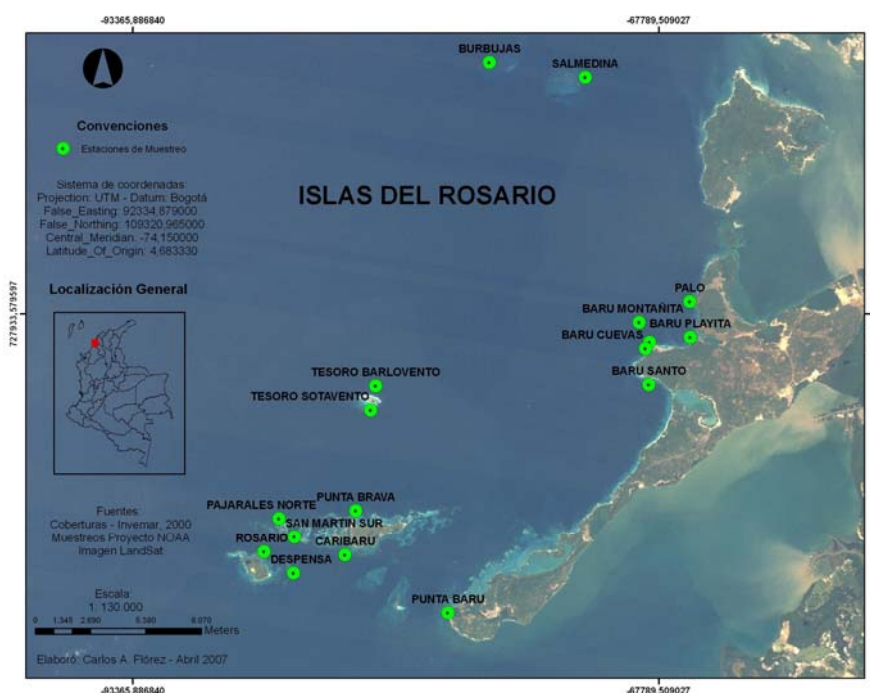 -93365,886840
-67789,509027
BURBUJAS
SALMEDINA
Convenciones
Estaciones de Muestreo
Sistema de coordenadas:
Projection: UTM - Datum: Bogotá
False_Easting: 92334,879000
False_Northing: 109320,965000
Central_Meridian: -74,150000
Latitude_Of_Origin: 4,683330
ISLAS DEL ROSARIO
Localización General
727933,579597
727933,579597
PALO
BARU MONTAÑITA
BARU PLAYITA
BARU CUEVAS
BARU SANTO
TESORO BARLOVENTO
TESORO SOTAVENTO
PUNTA BRAVA
PAJARALES NORTE
SAN MARTIN SUR
ROSARIO
CARIBARU
DESPENSA
PUNTA BARU
Fuentes:
Coberturas - Invemar, 2000
Muestreos Proyecto NOAA
Imagen LandSat
Escala:
1: 130 000
0 1.345 2.690 5.380 8.070
Meters
Elaboró: Carlos A. Flórez - Abril 2007
-93365,886840
-67789,509027